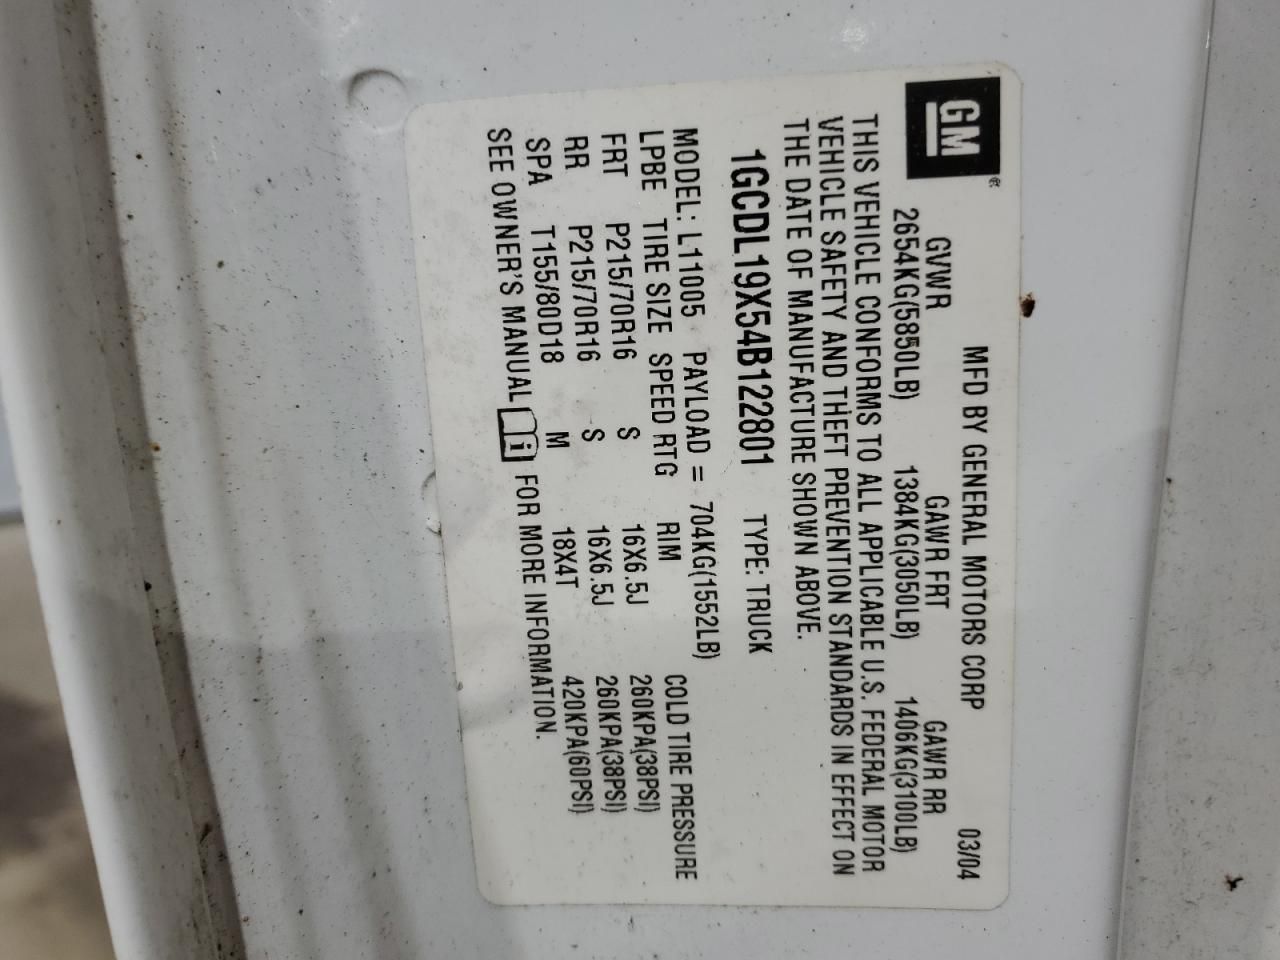 GM®
MFD BY GENERAL MOTORS CORP 03/04
GVWR GAWR FRT GAWR RR
2654KG(5850LB) 1384KG(3050LB) 1406KG(3100LB)
THIS VEHICLE CONFORMS TO ALL APPLICABLE U.S. FEDERAL MOTOR
VEHICLE SAFETY AND THEFT PREVENTION STANDARDS IN EFFECT ON
THE DATE OF MANUFACTURE SHOWN ABOVE.
1GCDL19X54B122801 TYPE: TRUCK
MODEL: L11005 PAYLOAD = 704KG(1552LB)
LPBE TIRE SIZE SPEED RTG RIM COLD TIRE PRESSURE
FRT P215/70R16 S 16X6.5J 260KPA(38PSI)
RR P215/70R16 S 16X6.5J 260KPA(38PSI)
SPA T155/80D18 M 18X4T 420KPA(60PSI)
SEE OWNER'S MANUAL i FOR MORE INFORMATION.